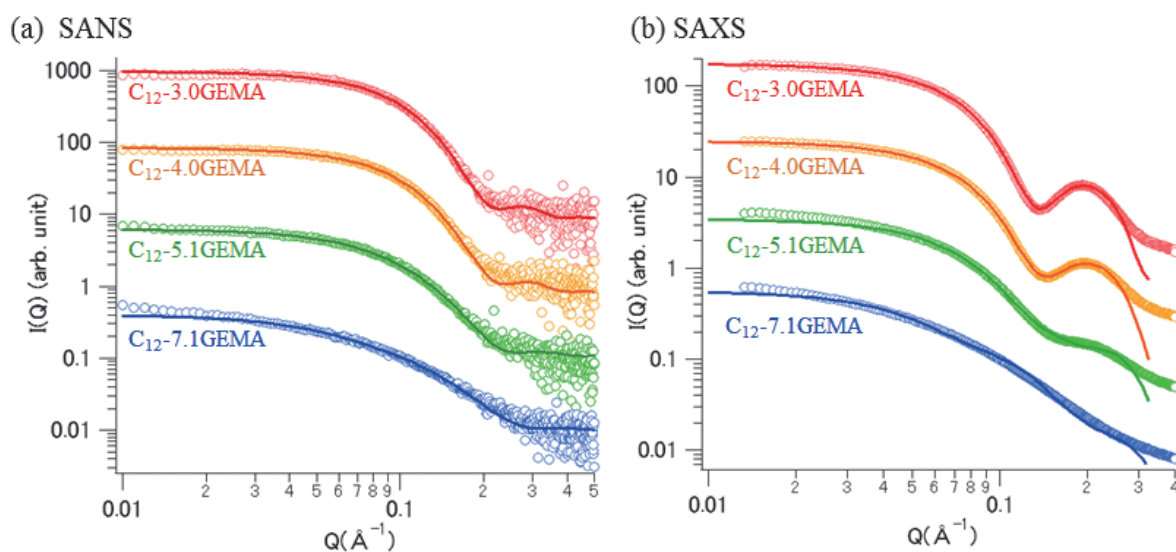 (a) SANS
1000
100
10
1
0.1
0.01
I(Q) (arb. unit)
C₁₂-3.0GEMA
C₁₂-4.0GEMA
C₁₂-5.1GEMA
C₁₂-7.1GEMA
2 3 4 5 6 7 8 9 2 3 4 5
0.01 0.1
Q(Å⁻¹)
(b) SAXS
100
10
1
0.1
0.01
I(Q) (arb. unit)
C₁₂-3.0GEMA
C₁₂-4.0GEMA
C₁₂-5.1GEMA
C₁₂-7.1GEMA
2 3 4 5 6 7 8 9 2 3 4
0.01 0.1
Q(Å⁻¹)